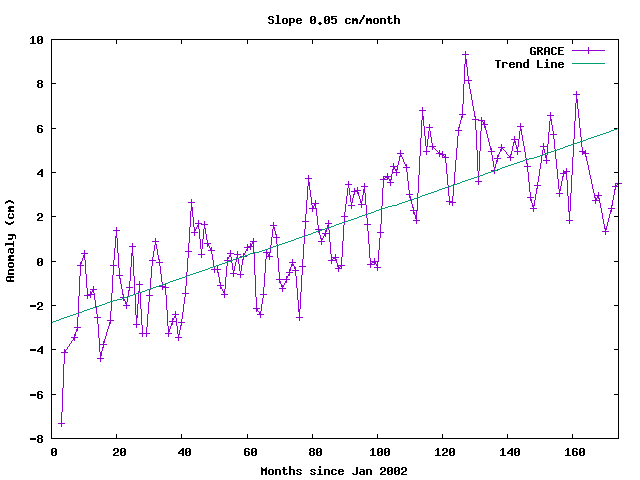 Slope 0.05 cm/month
GRACE
Trend Line
10
8
6
4
2
0
-2
-4
-6
-8
Anomaly (cm)
0 20 40 60 80 100 120 140 160
Months since Jan 2002